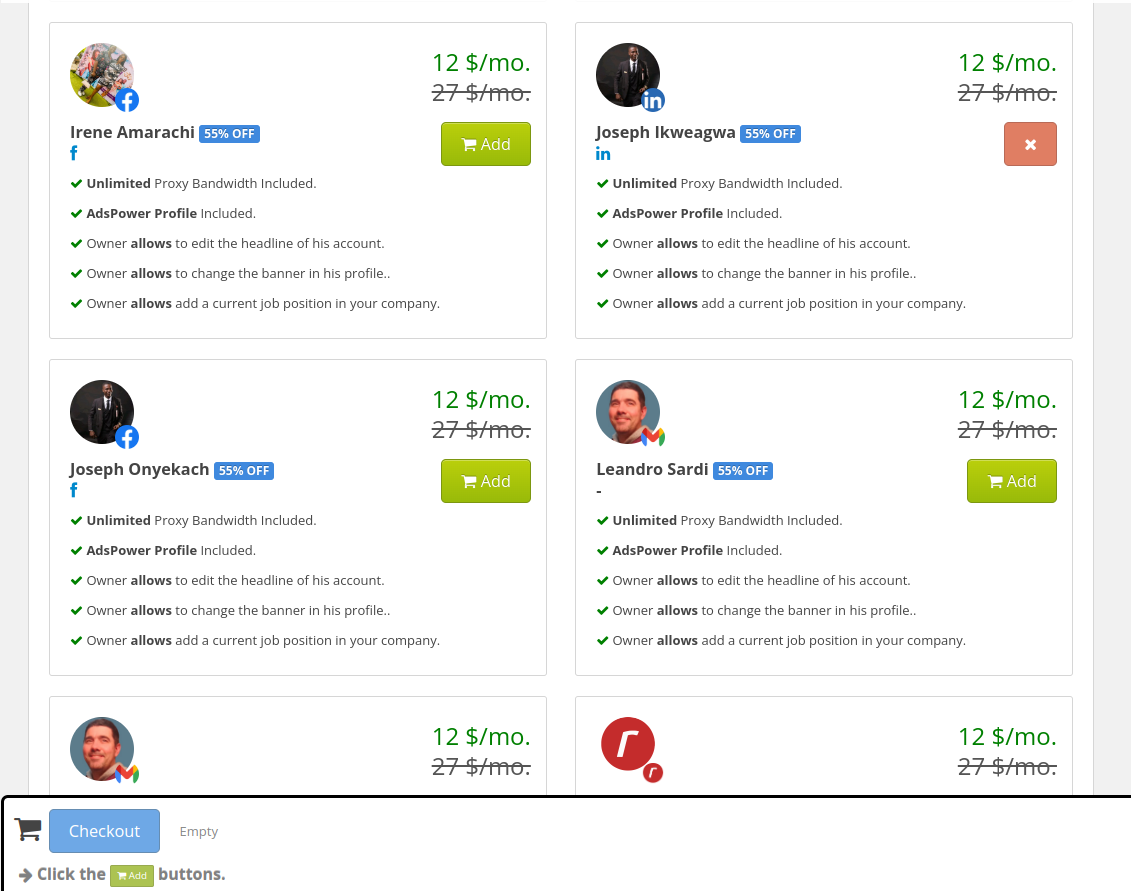 12 $/mo.
27 $/mo.
Irene Amarachi 55% OFF
f
Add
Unlimited Proxy Bandwidth Included.
AdsPower Profile Included.
Owner allows to edit the headline of his account.
Owner allows to change the banner in his profile..
Owner allows add a current job position in your company.
12 $/mo.
27 $/mo.
in
Joseph Ikweagwa 55% OFF
in
Unlimited Proxy Bandwidth Included.
AdsPower Profile Included.
Owner allows to edit the headline of his account.
Owner allows to change the banner in his profile..
Owner allows add a current job position in your company.
12 $/mo.
27 $/mo.
Joseph Onyekach 55% OFF
f
Add
Unlimited Proxy Bandwidth Included.
AdsPower Profile Included.
Owner allows to edit the headline of his account.
Owner allows to change the banner in his profile..
Owner allows add a current job position in your company.
12 $/mo.
27 $/mo.
Leandro Sardi 55% OFF
-
Add
Unlimited Proxy Bandwidth Included.
AdsPower Profile Included.
Owner allows to edit the headline of his account.
Owner allows to change the banner in his profile..
Owner allows add a current job position in your company.
12 $/mo.
27 $/mo.
r
r
12 $/mo.
27 $/mo.
Checkout Empty
Click the Add buttons.